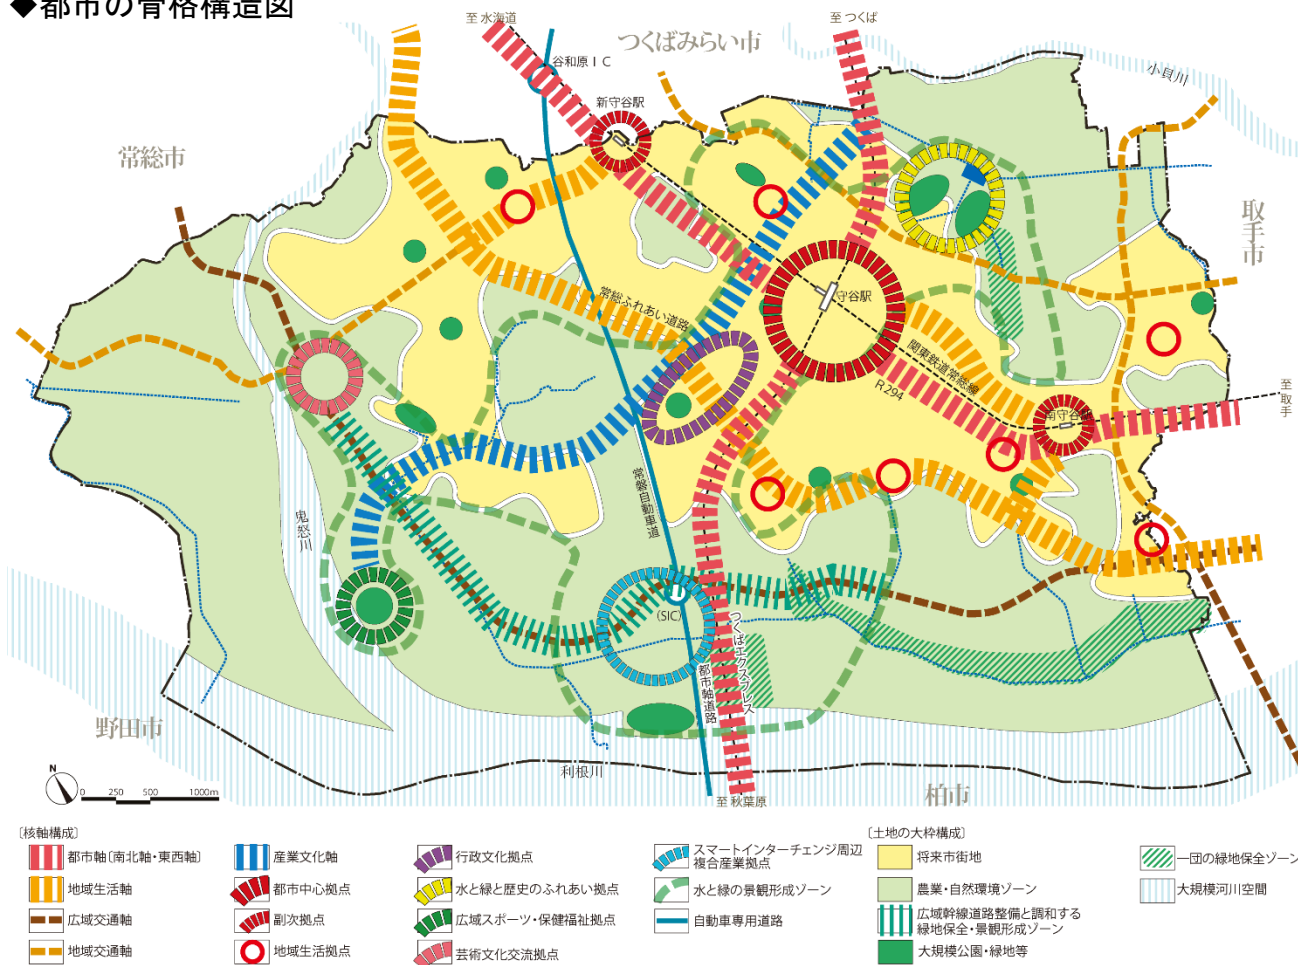 ◆都市の骨格構造図
至 水海道
至 つくば
つくばみらい市
谷和原ＩＣ
小貝川
新守谷駅
常総市
取手市
守谷駅
常総ふれあい道路
関東鉄道常総線
R 294
至取手
南守谷駅
常磐自動車道
鬼怒川
(SIC)
つくばエクスプレス
都市軸道路
野田市
利根川
柏市
至 秋葉原
N
0 250 500 1000m
〔核軸構成〕
都市軸〔南北軸・東西軸〕
地域生活軸
広域交通軸
地域交通軸
産業文化軸
都市中心拠点
副次拠点
地域生活拠点
行政文化拠点
水と緑と歴史のふれあい拠点
広域スポーツ・保健福祉拠点
芸術文化交流拠点
スマートインターチェンジ周辺
複合産業拠点
水と緑の景観形成ゾーン
自動車専用道路
〔土地の大枠構成〕
将来市街地
農業・自然環境ゾーン
広域幹線道路整備と調和する
緑地保全・景観形成ゾーン
大規模公園・緑地等
一団の緑地保全ゾーン
大規模河川空間